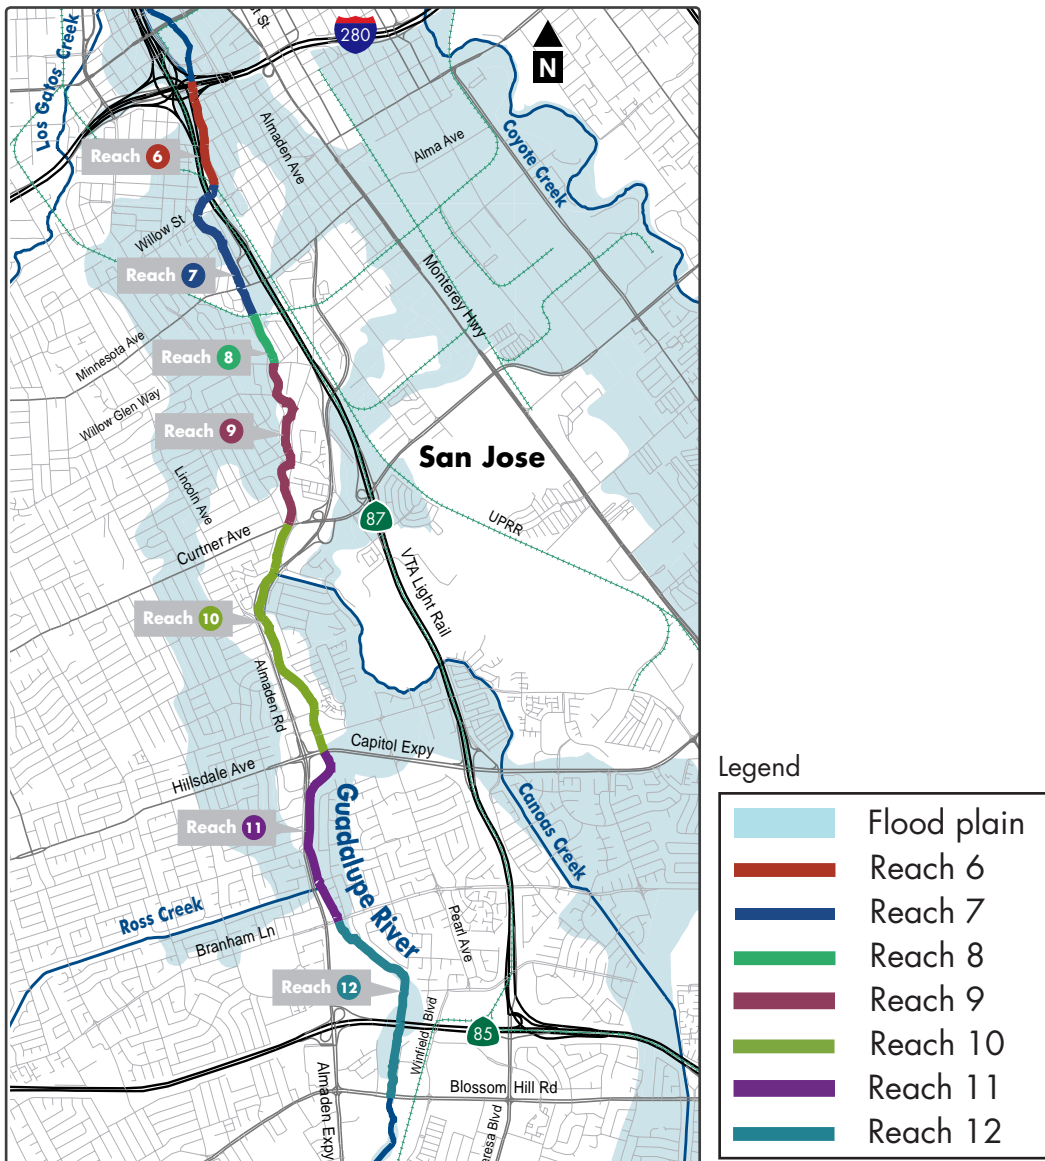 280
N
Los Gatos Creek
st St
Almaden Ave
Alma Ave
Coyote Creek
Reach 6
Willow St
Reach 7
Monterey Hwy
Minnesota Ave
Reach 8
Willow Glen Way
Reach 9
San Jose
Lincoln Ave
Curtner Ave
87
UPRR
VTA Light Rail
Reach 10
Almaden Rd
Capitol Expy
Hillsdale Ave
Guadalupe River
Canoas Creek
Reach 11
Ross Creek
Branham Ln
Pearl Ave
Reach 12
Winfield Blvd
85
Almaden Expy
Blossom Hill Rd
eresa Blvd
Legend
Flood plain
Reach 6
Reach 7
Reach 8
Reach 9
Reach 10
Reach 11
Reach 12